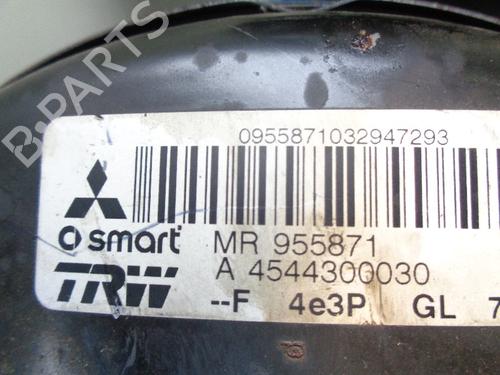 B-PARTS
0955871032947293
smart MR 955871
TRW A 4544300030
--F 4e3P GL 7